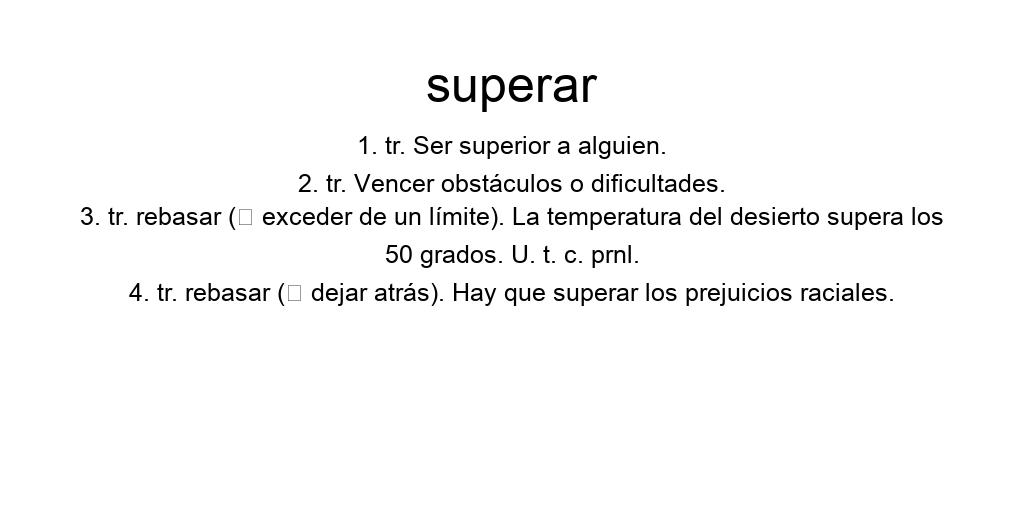 superar
1. tr. Ser superior a alguien.
2. tr. Vencer obstáculos o dificultades.
3. tr. rebasar (□ exceder de un límite). La temperatura del desierto supera los
50 grados. U. t. c. prnl.
4. tr. rebasar (□ dejar atrás). Hay que superar los prejuicios raciales.